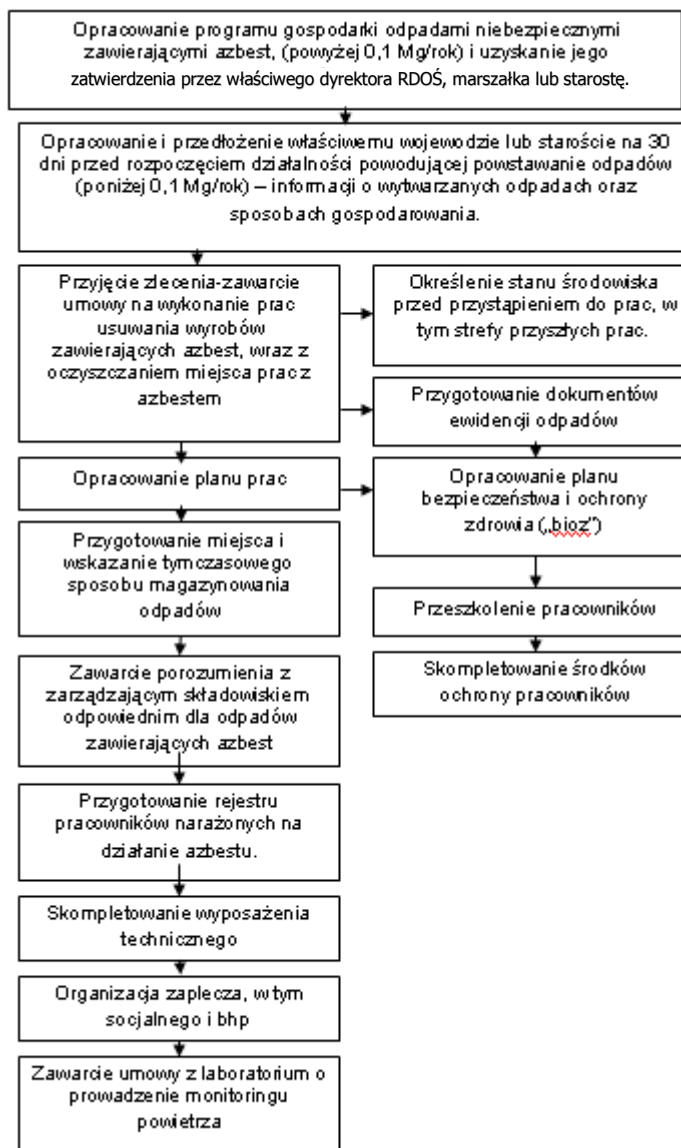 Opracowanie programu gospodarki odpadami niebezpiecznymi
zawierającymi azbest, (powyżej 0,1 Mg/rok) i uzyskanie jego
zatwierdzenia przez właściwego dyrektora RDOŚ, marszałka lub starostę.
Opracowanie i przedłożenie właściwemu wojewodzie lub staroście na 30
dni przed rozpoczęciem działalności powodującej powstawanie odpadów
(poniżej 0,1 Mg/rok) – informacji o wytwarzanych odpadach oraz
sposobach gospodarowania.
Przyjęcie zlecenia-zawarcie
umowy na wykonanie prac
usuwania wyrobów
zawierających azbest, wraz z
oczyszczaniem miejsca prac z
azbestem
Określenie stanu środowiska
przed przystąpieniem do prac, w
tym strefy przyszłych prac.
Przygotowanie dokumentów
ewidencji odpadów
Opracowanie planu prac
Opracowanie planu
bezpieczeństwa i ochrony
zdrowia („bioz”)
Przygotowanie miejsca i
wskazanie tymczasowego
sposobu magazynowania
odpadów
Przeszkolenie pracowników
Zawarcie porozumienia z
zarządzającym składowiskiem
odpowiednim dla odpadów
zawierających azbest
Skompletowanie środków
ochrony pracowników
Przygotowanie rejestru
pracowników narażonych na
działanie azbestu.
Skompletowanie wyposażenia
technicznego
Organizacja zaplecza, w tym
socjalnego i bhp
Zawarcie umowy z laboratorium o
prowadzenie monitoringu
powietrza